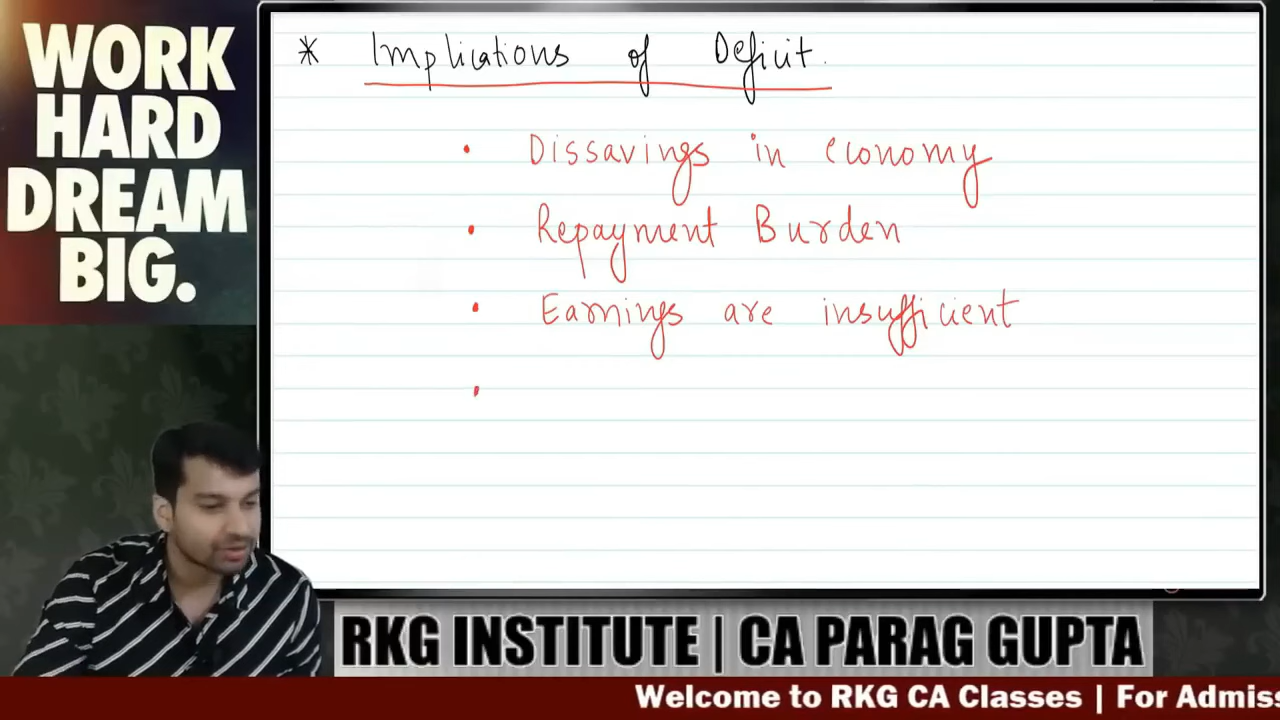 WORK
HARD
DREAM
BIG.
* Implications of Deficit.
• Dissavings in economy
• Repayment Burden
• Earnings are insufficient
•
RKG INSTITUTE | CA PARAG GUPTA
Welcome to RKG CA Classes | For Admiss